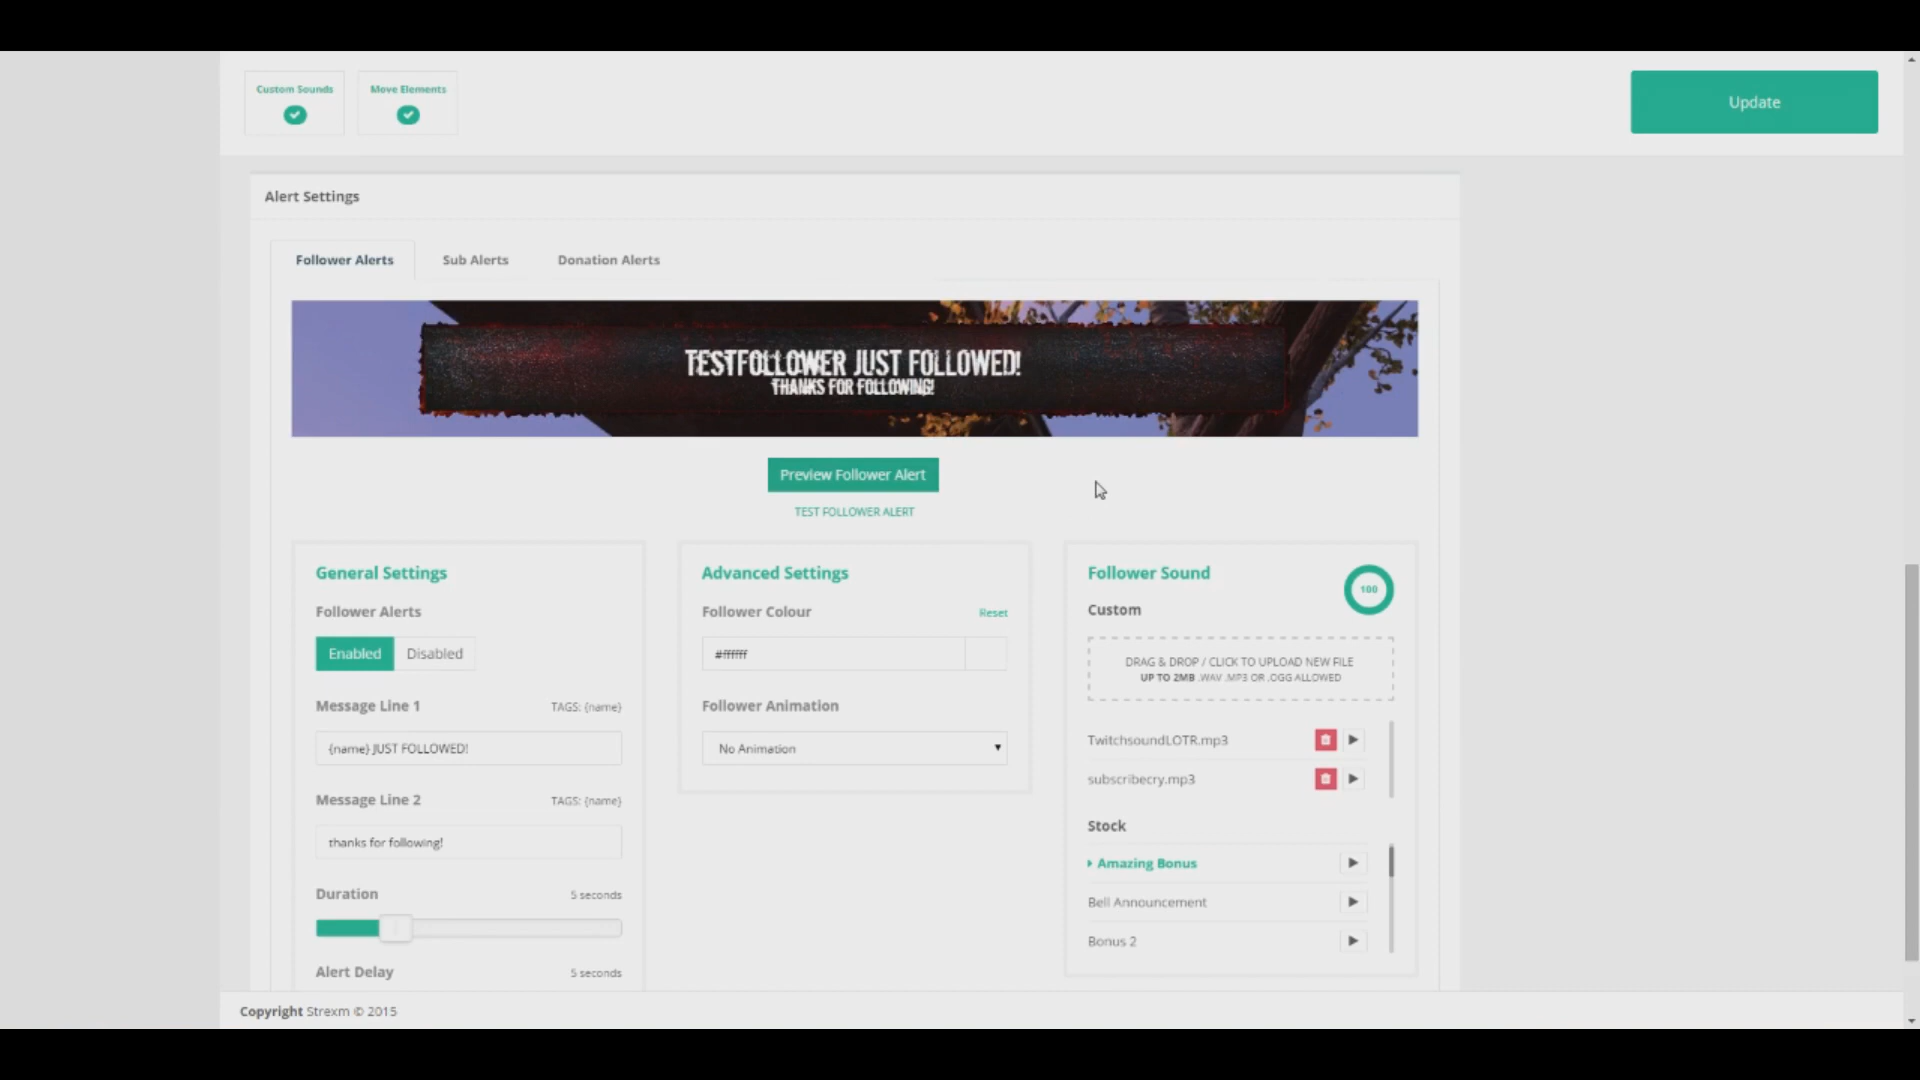 Custom Sounds
Move Elements
Update
Alert Settings
Follower Alerts
Sub Alerts
Donation Alerts
TESTFOLLOWER JUST FOLLOWED!
THANKS FOR FOLLOWING!
Preview Follower Alert
TEST FOLLOWER ALERT
General Settings
Follower Alerts
Enabled
Disabled
Message Line 1
TAGS: {name}
{name} JUST FOLLOWED!
Message Line 2
TAGS: {name}
thanks for following!
Duration
5 seconds
Alert Delay
5 seconds
Advanced Settings
Follower Colour
Reset
#ffffff
Follower Animation
No Animation
Follower Sound
100
Custom
DRAG & DROP / CLICK TO UPLOAD NEW FILE
UP TO 2MB .WAV .MP3 OR .OGG ALLOWED
TwitchsoundLOTR.mp3
subscribecry.mp3
Stock
Amazing Bonus
Bell Announcement
Bonus 2
Copyright Strexm © 2015